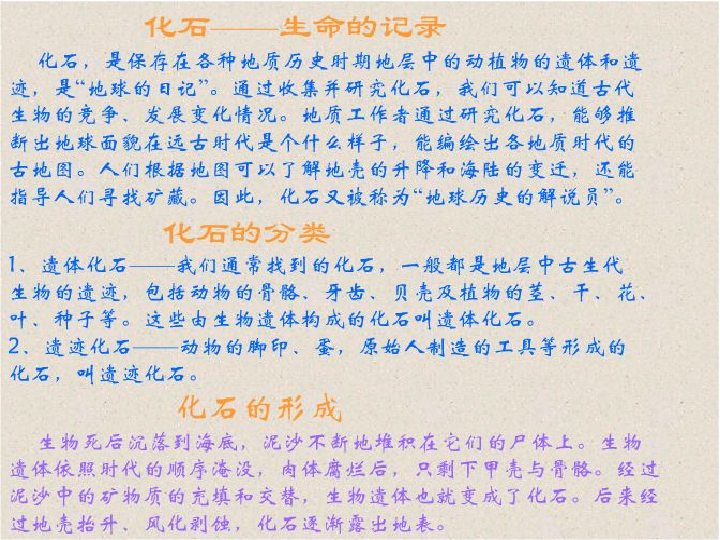 化石——生命的记录
化石，是保存在各种地质历史时期地层中的动植物的遗体和遗
迹，是“地球的日记”。通过收集并研究化石，我们可以知道古代
生物的竞争、发展变化情况。地质工作者通过研究化石，能够推
断出地球面貌在远古时代是个什么样子，能编绘出各地质时代的
古地图。人们根据地图可以了解地壳的升降和海陆的变迁，还能
指导人们寻找矿藏。因此，化石又被称为“地球历史的解说员”。
化石的分类
1、遗体化石——我们通常找到的化石，一般都是地层中古生代
生物的遗迹，包括动物的骨骼、牙齿、贝壳及植物的茎、干、花、
叶、种子等。这些由生物遗体构成的化石叫遗体化石。
2、遗迹化石——动物的脚印、蛋，原始人制造的工具等形成的
化石，叫遗迹化石。
化石的形成
生物死后沉落到海底，泥沙不断地堆积在它们的尸体上。生物
遗体依照时代的顺序淹没，肉体腐烂后，只剩下甲壳与骨骼。经过
泥沙中的矿物质的充填和交替，生物遗体也就变成了化石。后来经
过地壳抬升、风化剥蚀，化石逐渐露出地表。